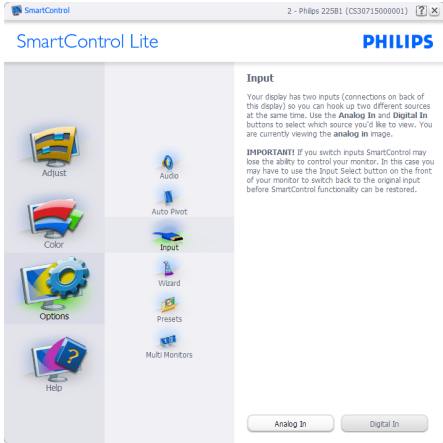 SmartControl
2 - Philips 225B1 (CS30715000001)
? X
SmartControl Lite
PHILIPS
Adjust
Color
Options
Help
Audio
Auto Pivot
Input
Wizard
Presets
Multi Monitors
Input
Your display has two inputs (connections on back of
this display) so you can hook up two different sources
at the same time. Use the Analog In and Digital In
buttons to select which source you'd like to view. You
are currently viewing the analog in image.
IMPORTANT! If you switch inputs SmartControl may
lose the ability to control your monitor. In this case you
may have to use the Input Select button on the front
of your monitor to switch back to the original input
before SmartControl functionality can be restored.
Analog In
Digital In